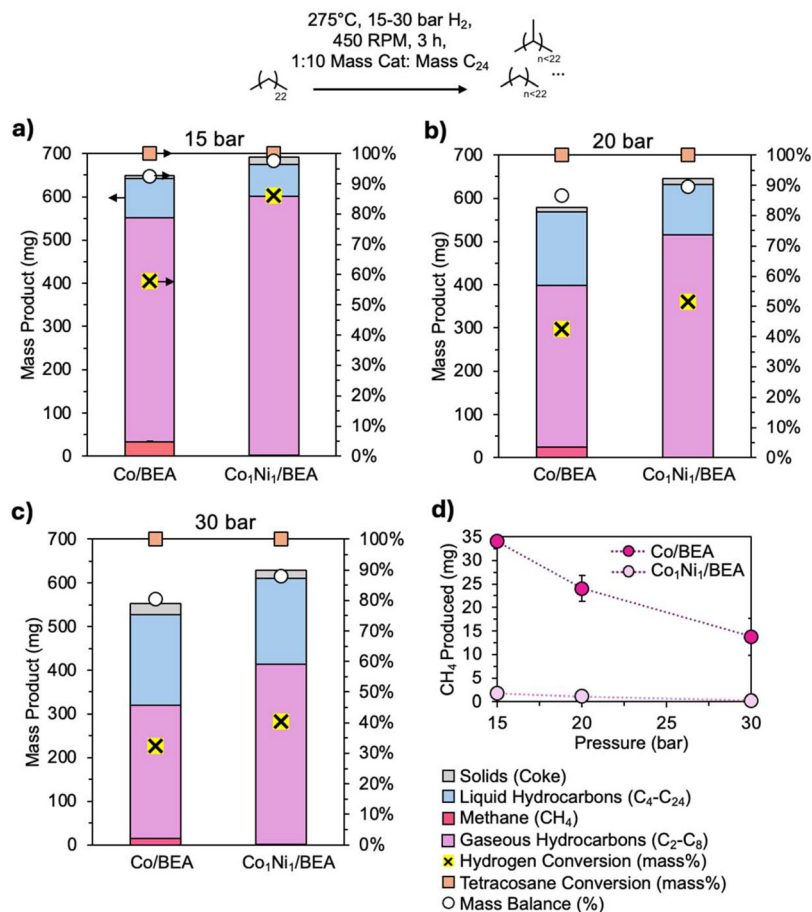 275°C, 15-30 bar H₂,
450 RPM, 3 h,
1:10 Mass Cat: Mass C₂₄
22
n<22
n<22
...
a)
15 bar
Mass Product (mg)
700
600
500
400
300
200
100
0
100%
90%
80%
70%
60%
50%
40%
30%
20%
10%
0%
Co/BEA
Co₁Ni₁/BEA
b)
20 bar
Mass Product (mg)
700
600
500
400
300
200
100
0
100%
90%
80%
70%
60%
50%
40%
30%
20%
10%
0%
Co/BEA
Co₁Ni₁/BEA
c)
30 bar
Mass Product (mg)
700
600
500
400
300
200
100
0
100%
90%
80%
70%
60%
50%
40%
30%
20%
10%
0%
Co/BEA
Co₁Ni₁/BEA
d)
CH₄ Produced (mg)
35
30
25
20
15
10
5
0
Co/BEA
Co₁Ni₁/BEA
15
20
30
Pressure (bar)
Solids (Coke)
Liquid Hydrocarbons (C₄-C₂₄)
Methane (CH₄)
Gaseous Hydrocarbons (C₂-C₈)
Hydrogen Conversion (mass%)
Tetracosane Conversion (mass%)
Mass Balance (%)